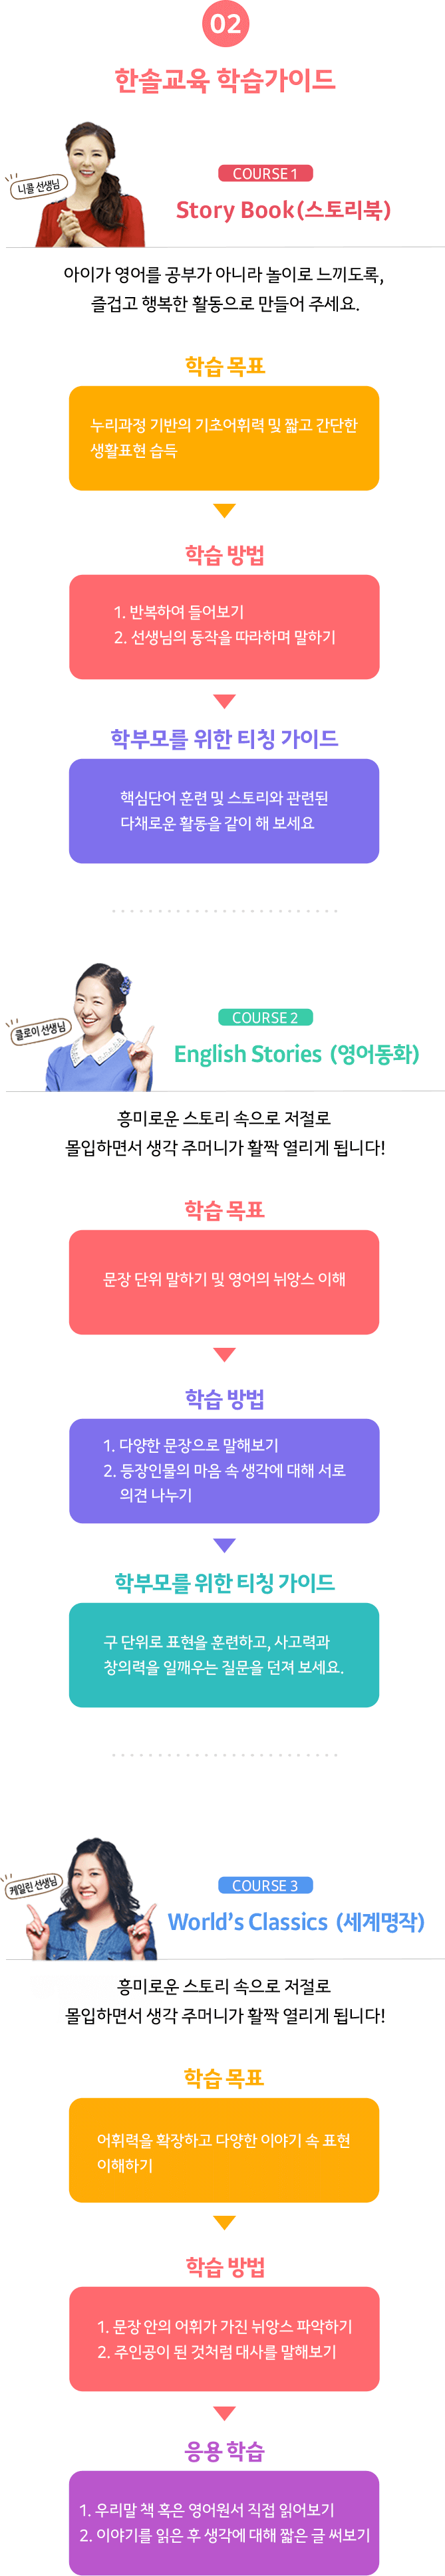 02
한솔교육 학습가이드
니콜 선생님
COURSE 1
Story Book(스토리북)
아이가 영어를 공부가 아니라 놀이로 느끼도록,
즐겁고 행복한 활동으로 만들어 주세요.
학습 목표
누리과정 기반의 기초어휘력 및 짧고 간단한
생활표현 습득
학습 방법
1. 반복하여 들어보기
2. 선생님의 동작을 따라하며 말하기
학부모를 위한 티칭 가이드
핵심단어 훈련 및 스토리와 관련된
다채로운 활동을 같이 해 보세요
클로이 선생님
COURSE 2
English Stories (영어동화)
흥미로운 스토리 속으로 저절로
몰입하면서 생각 주머니가 활짝 열리게 됩니다!
학습 목표
문장 단위 말하기 및 영어의 뉘앙스 이해
학습 방법
1. 다양한 문장으로 말해보기
2. 등장인물의 마음 속 생각에 대해 서로
의견 나누기
학부모를 위한 티칭 가이드
구 단위로 표현을 훈련하고, 사고력과
창의력을 일깨우는 질문을 던져 보세요.
케일린 선생님
COURSE 3
World's Classics (세계명작)
흥미로운 스토리 속으로 저절로
몰입하면서 생각 주머니가 활짝 열리게 됩니다!
학습 목표
어휘력을 확장하고 다양한 이야기 속 표현
이해하기
학습 방법
1. 문장 안의 어휘가 가진 뉘앙스 파악하기
2. 주인공이 된 것처럼 대사를 말해보기
응용 학습
1. 우리말 책 혹은 영어원서 직접 읽어보기
2. 이야기를 읽은 후 생각에 대해 짧은 글 써보기